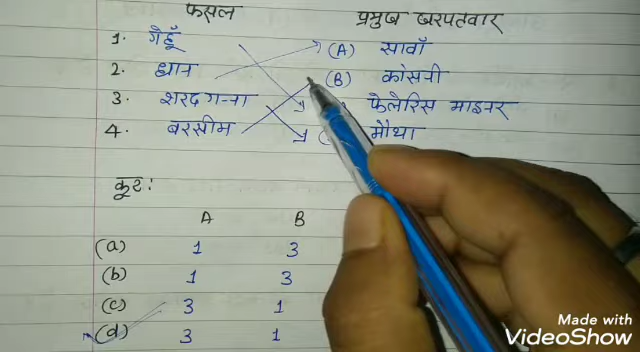 फसल प्रमुख खरपतवार
1. गेहूँ (A) सावाँ
2. धान (B) कासनी
3. शरदगन्ना फेलेरिस माइनर
4. बरसीम मौथा
कूट:
A B
(a) 1 3
(b) 1 3
(c) 3 1
(d) 3 1
Made with
VideoShow